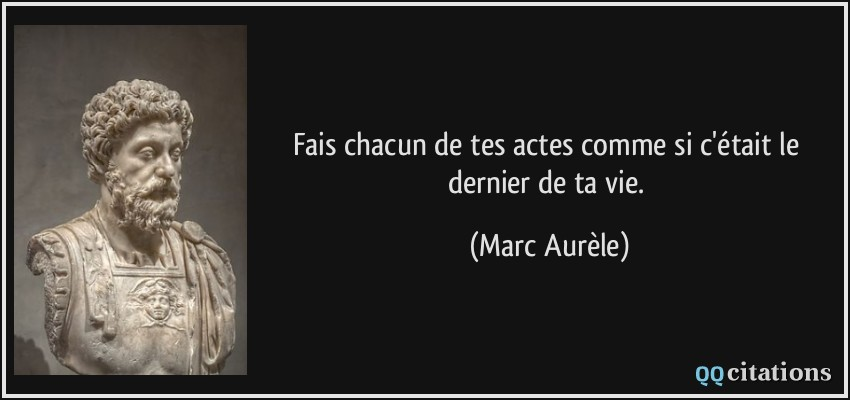 Fais chacun de tes actes comme si c'était le
dernier de ta vie.
(Marc Aurèle)
QQcitations